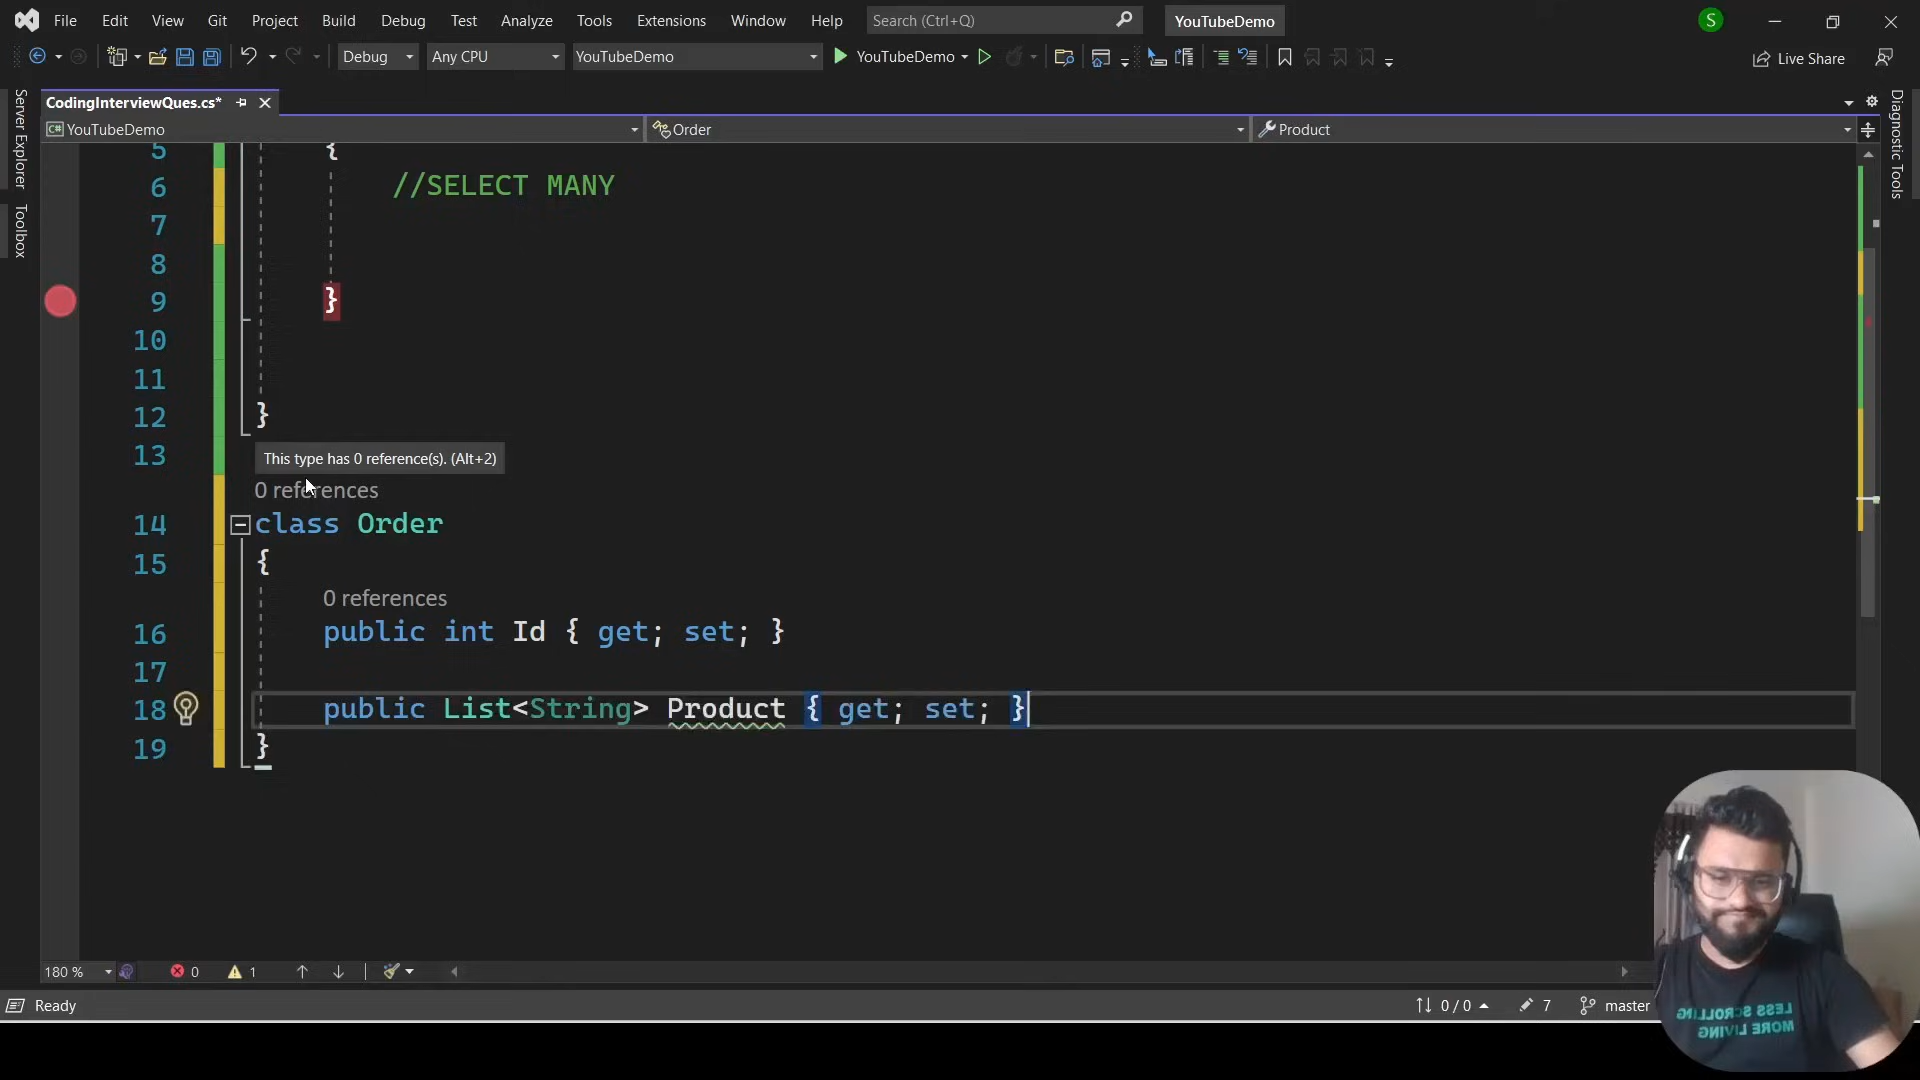 File Edit View Git Project Build Debug Test Analyze Tools Extensions Window Help Search (Ctrl+Q) YouTubeDemo S
Debug Any CPU YouTubeDemo YouTubeDemo Live Share
Server Explorer
Toolbox
Diagnostic Tools
CodingInterviewQues.cs*
C# YouTubeDemo Order Product
5 {
6 //SELECT MANY
7
8
9 }
10
11
12 }
13
This type has 0 reference(s). (Alt+2)
0 references
14 class Order
15 {
0 references
16 public int Id { get; set; }
17
18 public List<String> Product { get; set; }
19 }
180 % 0 1
Ready 0 / 0 7 master
LESS SCROLLING
MORE LIVING